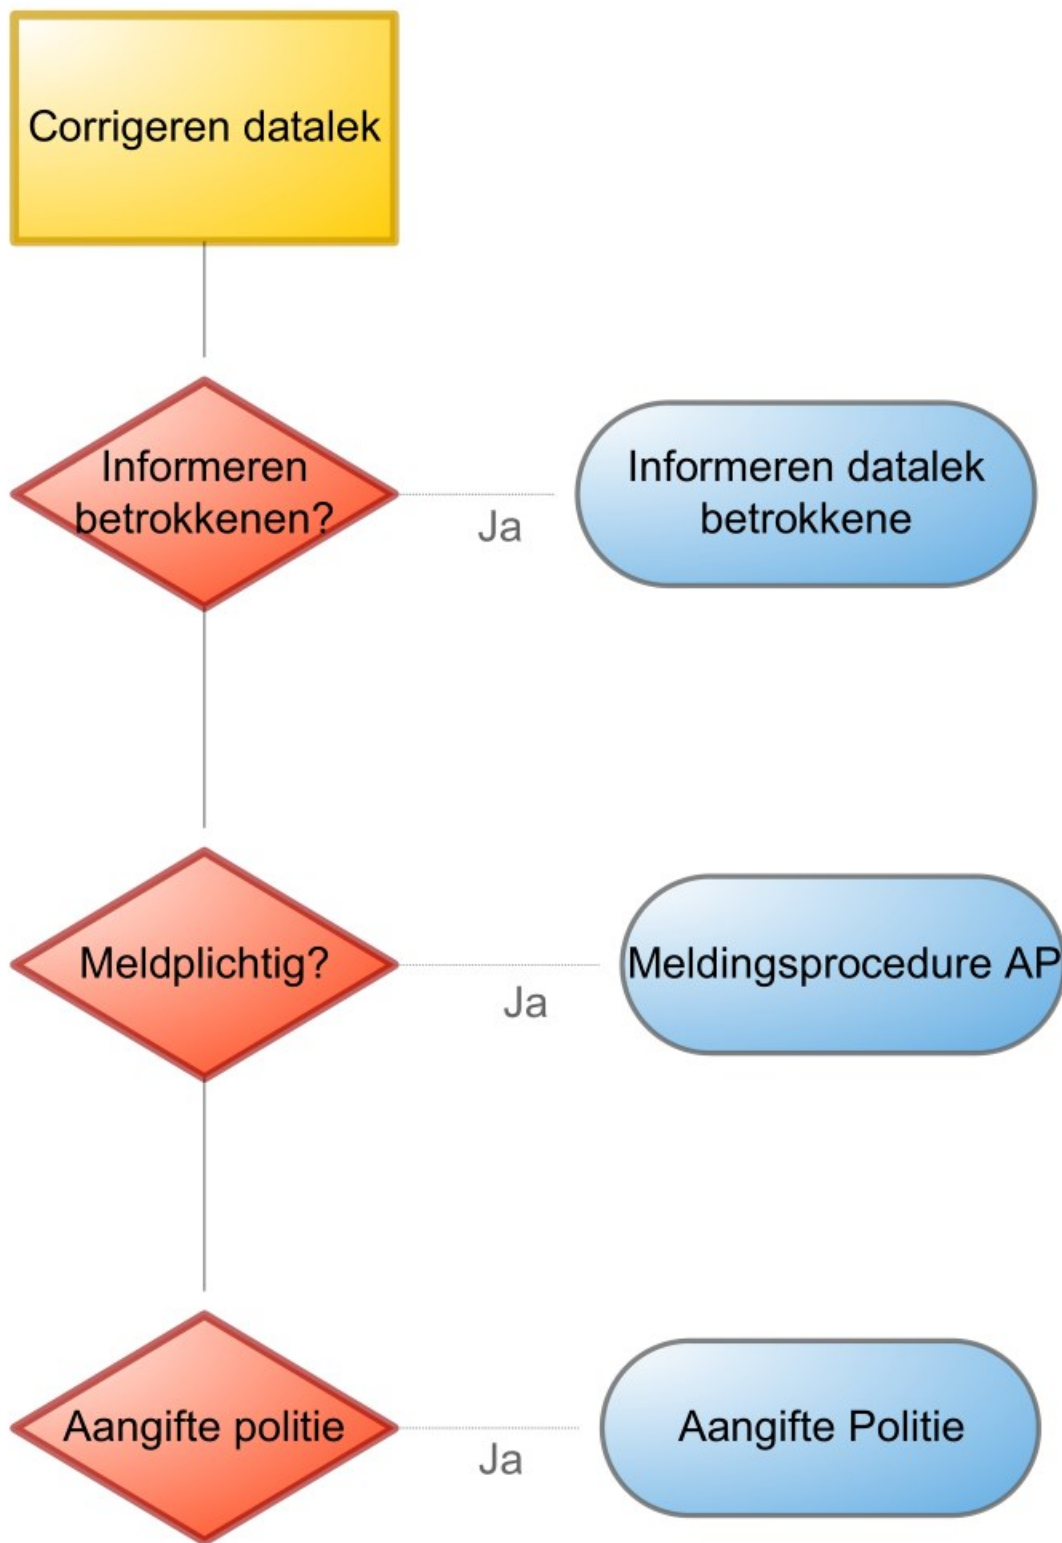 Corrigeren datalek
Informeren
betrokkenen?
Ja
Informeren datalek
betrokkene
Meldplichtig?
Ja
Meldingsprocedure AP
Aangifte politie
Ja
Aangifte Politie